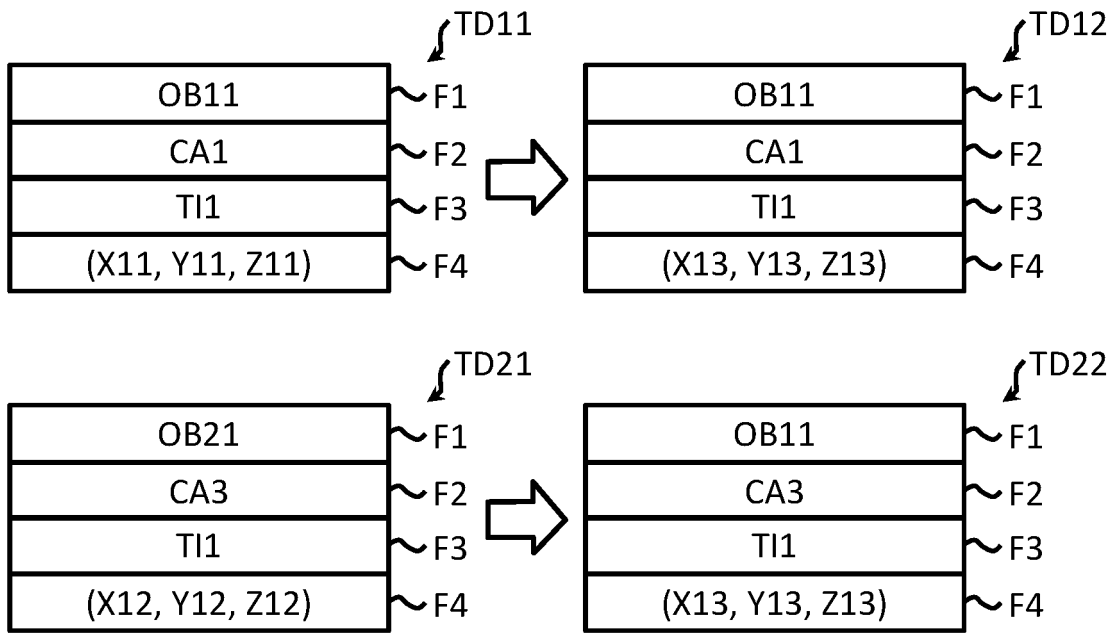 TD11
TD12
OB11 F1
OB11 F1
CA1 F2
CA1 F2
TI1 F3
TI1 F3
(X11, Y11, Z11) F4
(X13, Y13, Z13) F4
TD21
TD22
OB21 F1
OB11 F1
CA3 F2
CA3 F2
TI1 F3
TI1 F3
(X12, Y12, Z12) F4
(X13, Y13, Z13) F4